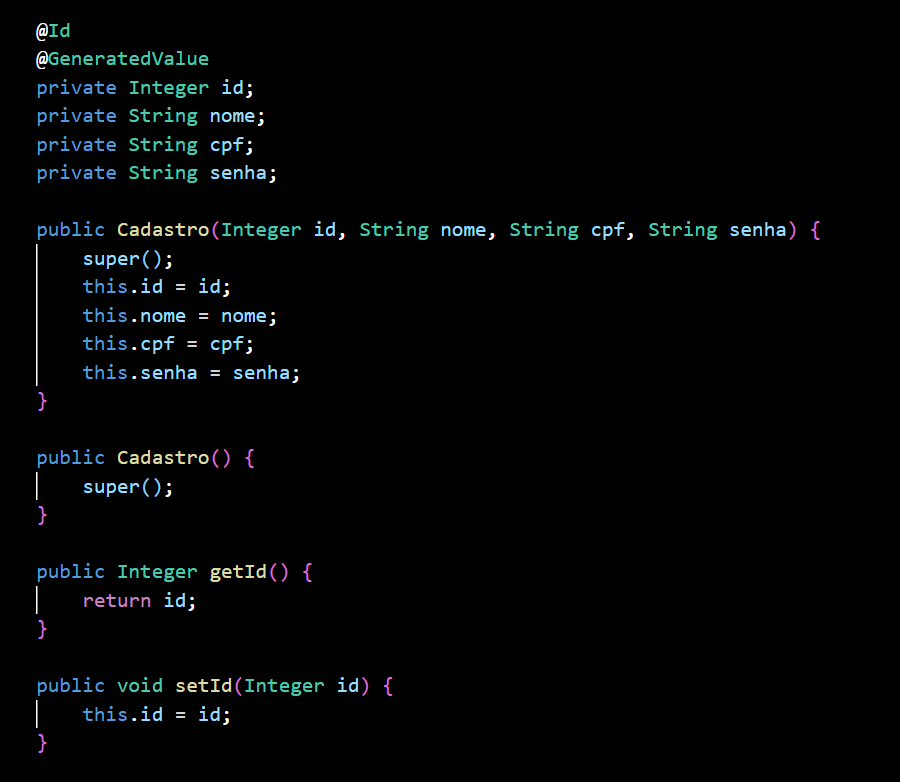 @Id
@GeneratedValue
private Integer id;
private String nome;
private String cpf;
private String senha;
public Cadastro(Integer id, String nome, String cpf, String senha) {
super();
this.id = id;
this.nome = nome;
this.cpf = cpf;
this.senha = senha;
}
public Cadastro() {
super();
}
public Integer getId() {
return id;
}
public void setId(Integer id) {
this.id = id;
}